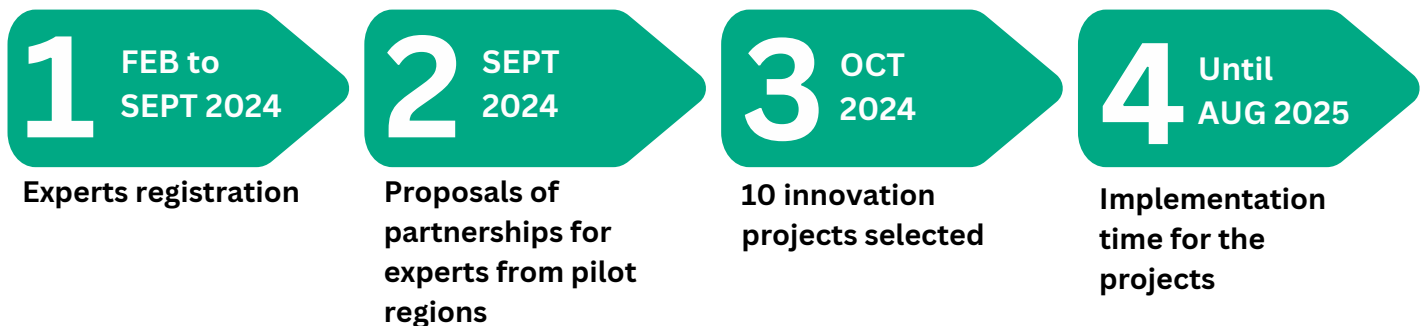 1
FEB to
SEPT 2024
Experts registration
2
SEPT
2024
Proposals of
partnerships for
experts from pilot
regions
3
OCT
2024
10 innovation
projects selected
4
Until
AUG 2025
Implementation
time for the
projects